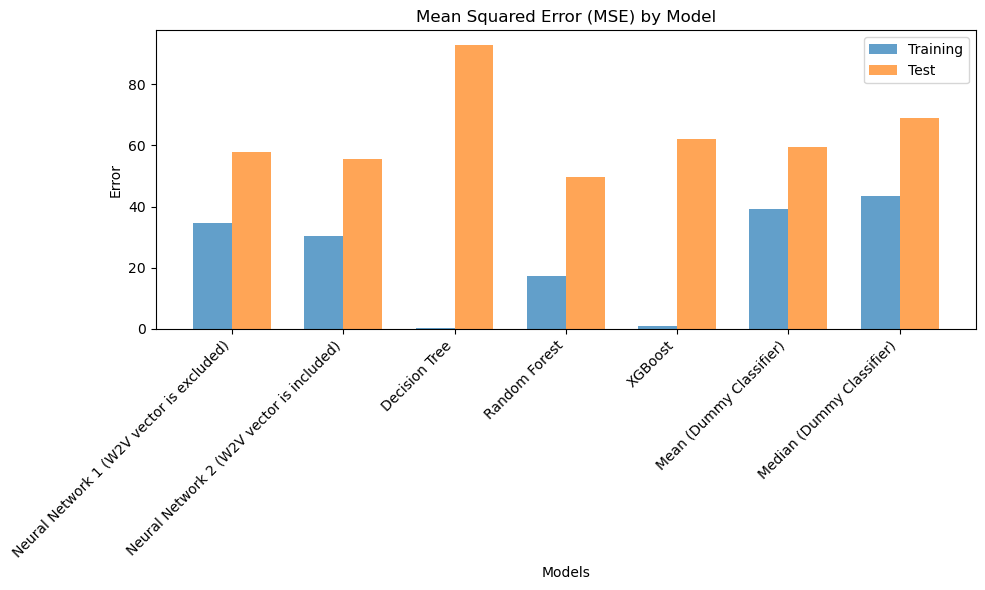 Mean Squared Error (MSE) by Model
Training
Test
Error
80
60
40
20
0
Neural Network 1 (W2V vector is excluded)
Neural Network 2 (W2V vector is included)
Decision Tree
Random Forest
XGBoost
Mean (Dummy Classifier)
Median (Dummy Classifier)
Models